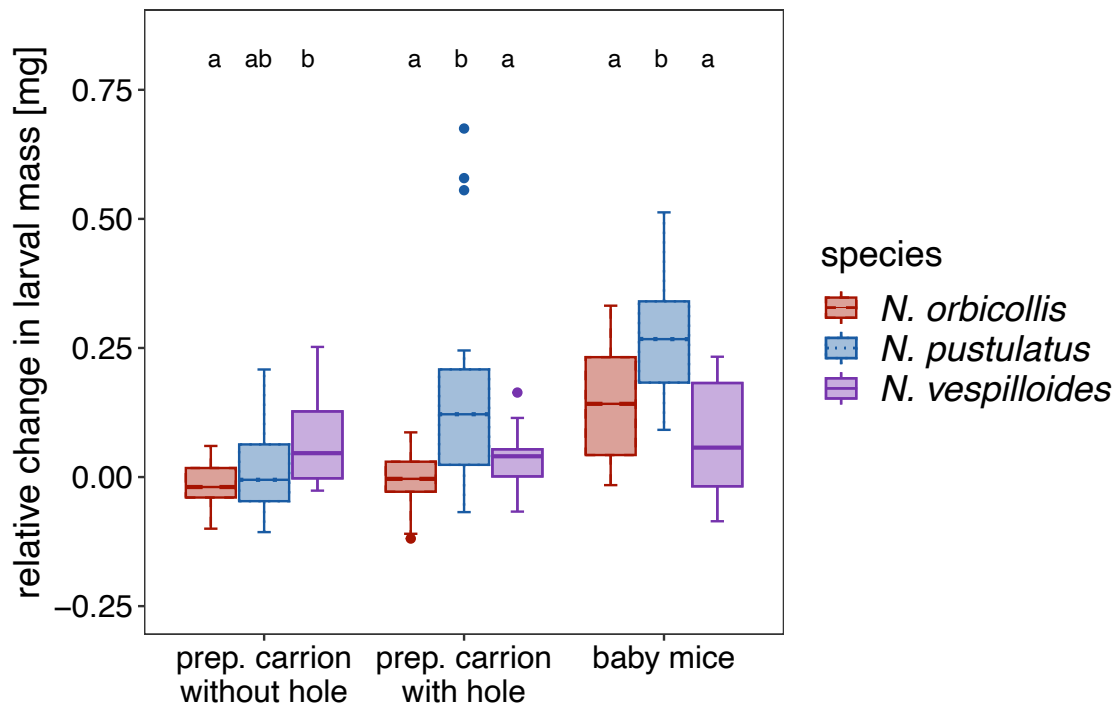 relative change in larval mass [mg]
a ab b a b a a b a
0.75
0.50
0.25
0.00
−0.25
prep. carrion
without hole
prep. carrion
with hole
baby mice
species
N. orbicollis
N. pustulatus
N. vespilloides